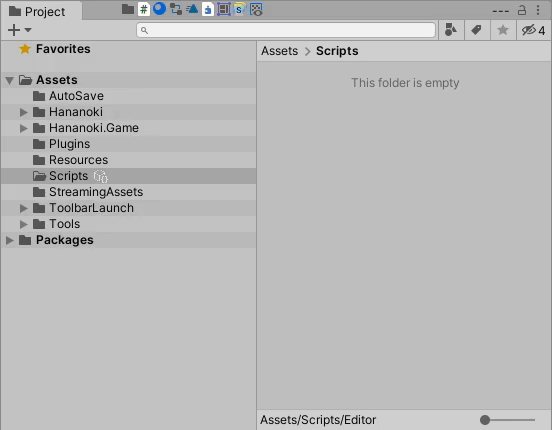 Project
4
Favorites
Assets > Scripts
This folder is empty
Assets
AutoSave
Hananoki
Hananoki.Game
Plugins
Resources
Scripts
StreamingAssets
ToolbarLaunch
Tools
Packages
Assets/Scripts/Editor